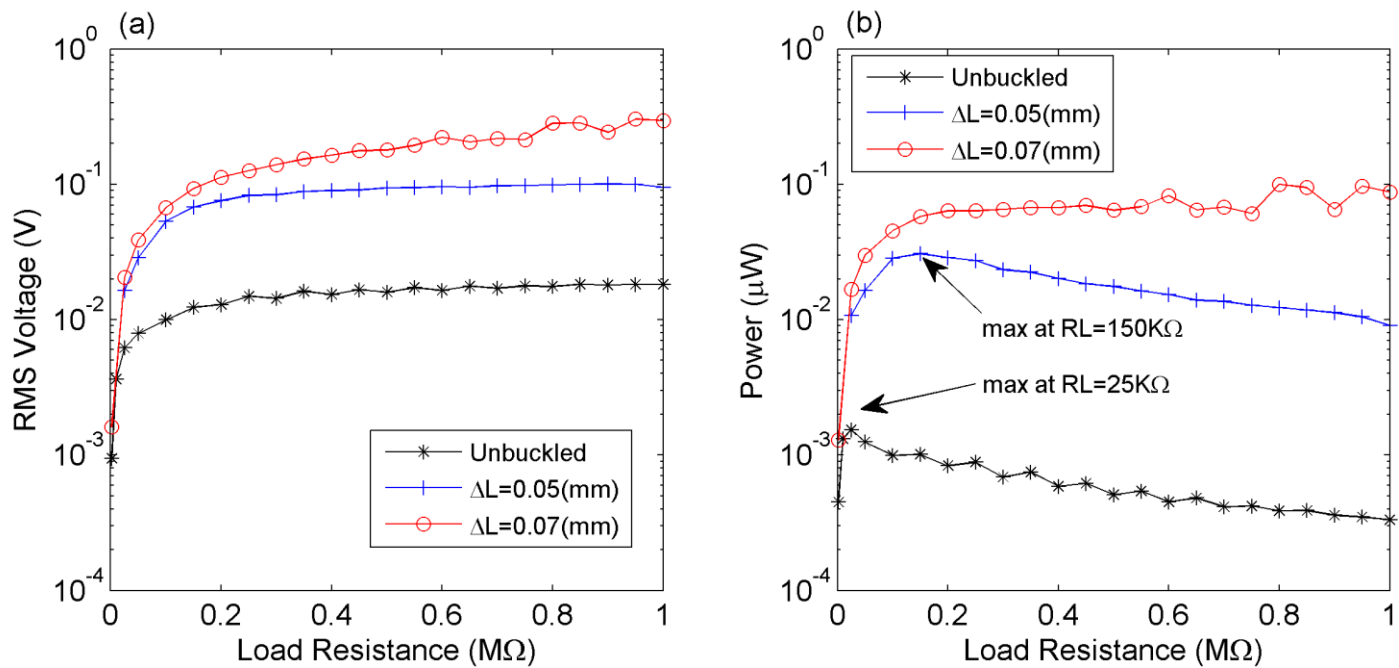 (a)
10^0
10^-1
10^-2
10^-3
10^-4
RMS Voltage (V)
Unbuckled
ΔL=0.05(mm)
ΔL=0.07(mm)
0 0.2 0.4 0.6 0.8 1
Load Resistance (MΩ)
(b)
10^0
10^-1
10^-2
10^-3
10^-4
Power (μW)
Unbuckled
ΔL=0.05(mm)
ΔL=0.07(mm)
max at RL=150KΩ
max at RL=25KΩ
0 0.2 0.4 0.6 0.8 1
Load Resistance (MΩ)